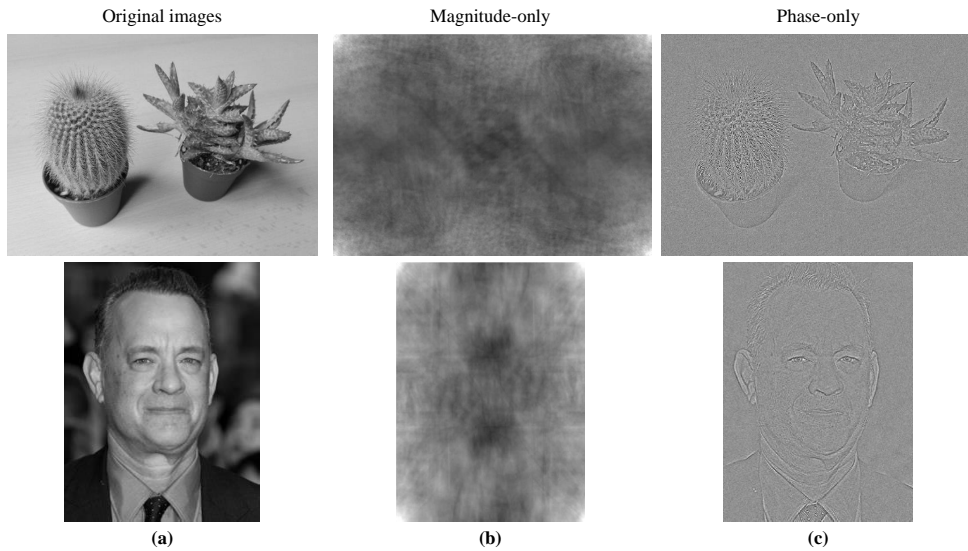 Original images
Magnitude-only
Phase-only
(a)
(b)
(c)